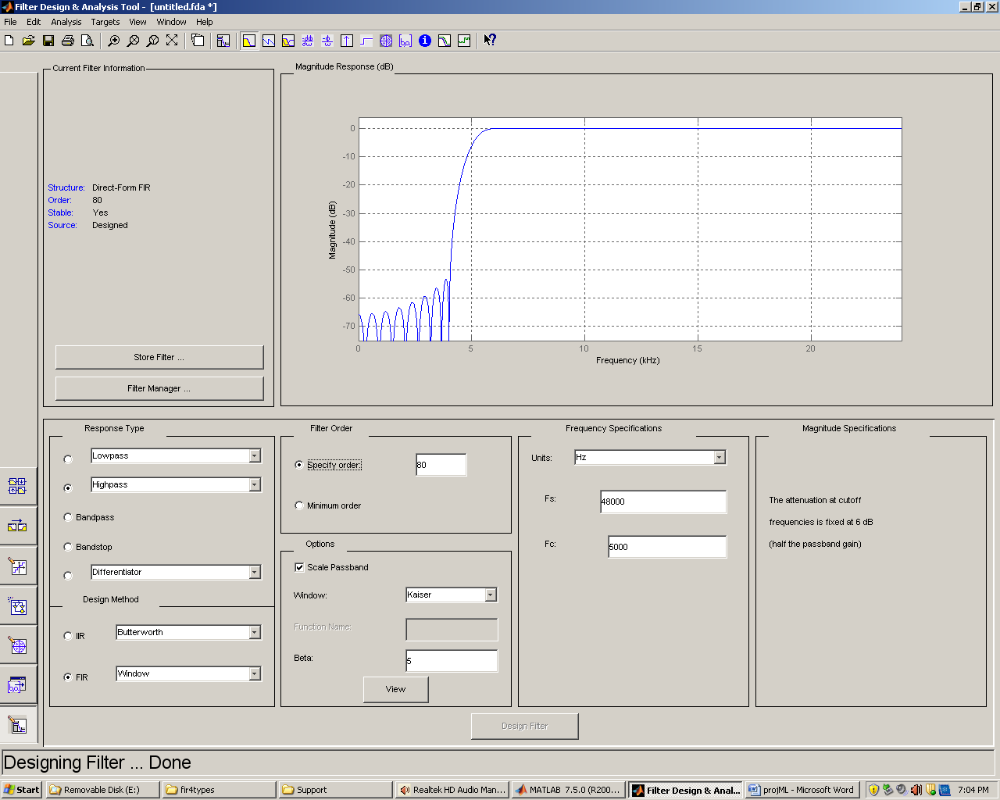 Filter Design & Analysis Tool -  [untitled.fda *]
File Edit Analysis Targets View Window Help
Current Filter Information
Structure: Direct-Form FIR
Order: 80
Stable: Yes
Source: Designed
Store Filter ...
Filter Manager ...
Magnitude Response (dB)
0
-10
-20
-30
-40
-50
-60
-70
Magnitude (dB)
0 5 10 15 20
Frequency (kHz)
Response Type
Lowpass
Highpass
Bandpass
Bandstop
Differentiator
Design Method
IIR Butterworth
FIR Window
Filter Order
Specify order: 80
Minimum order
Options
Scale Passband
Window: Kaiser
Function Name:
Beta: 5
View
Frequency Specifications
Units: Hz
Fs: 48000
Fc: 5000
Magnitude Specifications
The attenuation at cutoff
frequencies is fixed at 6 dB
(half the passband gain)
Design Filter
Designing Filter ... Done
Start Removable Disk (E:) fir4types Support Realtek HD Audio Man... MATLAB 7.5.0 (R200... Filter Design & Anal... projML - Microsoft Word 7:04 PM